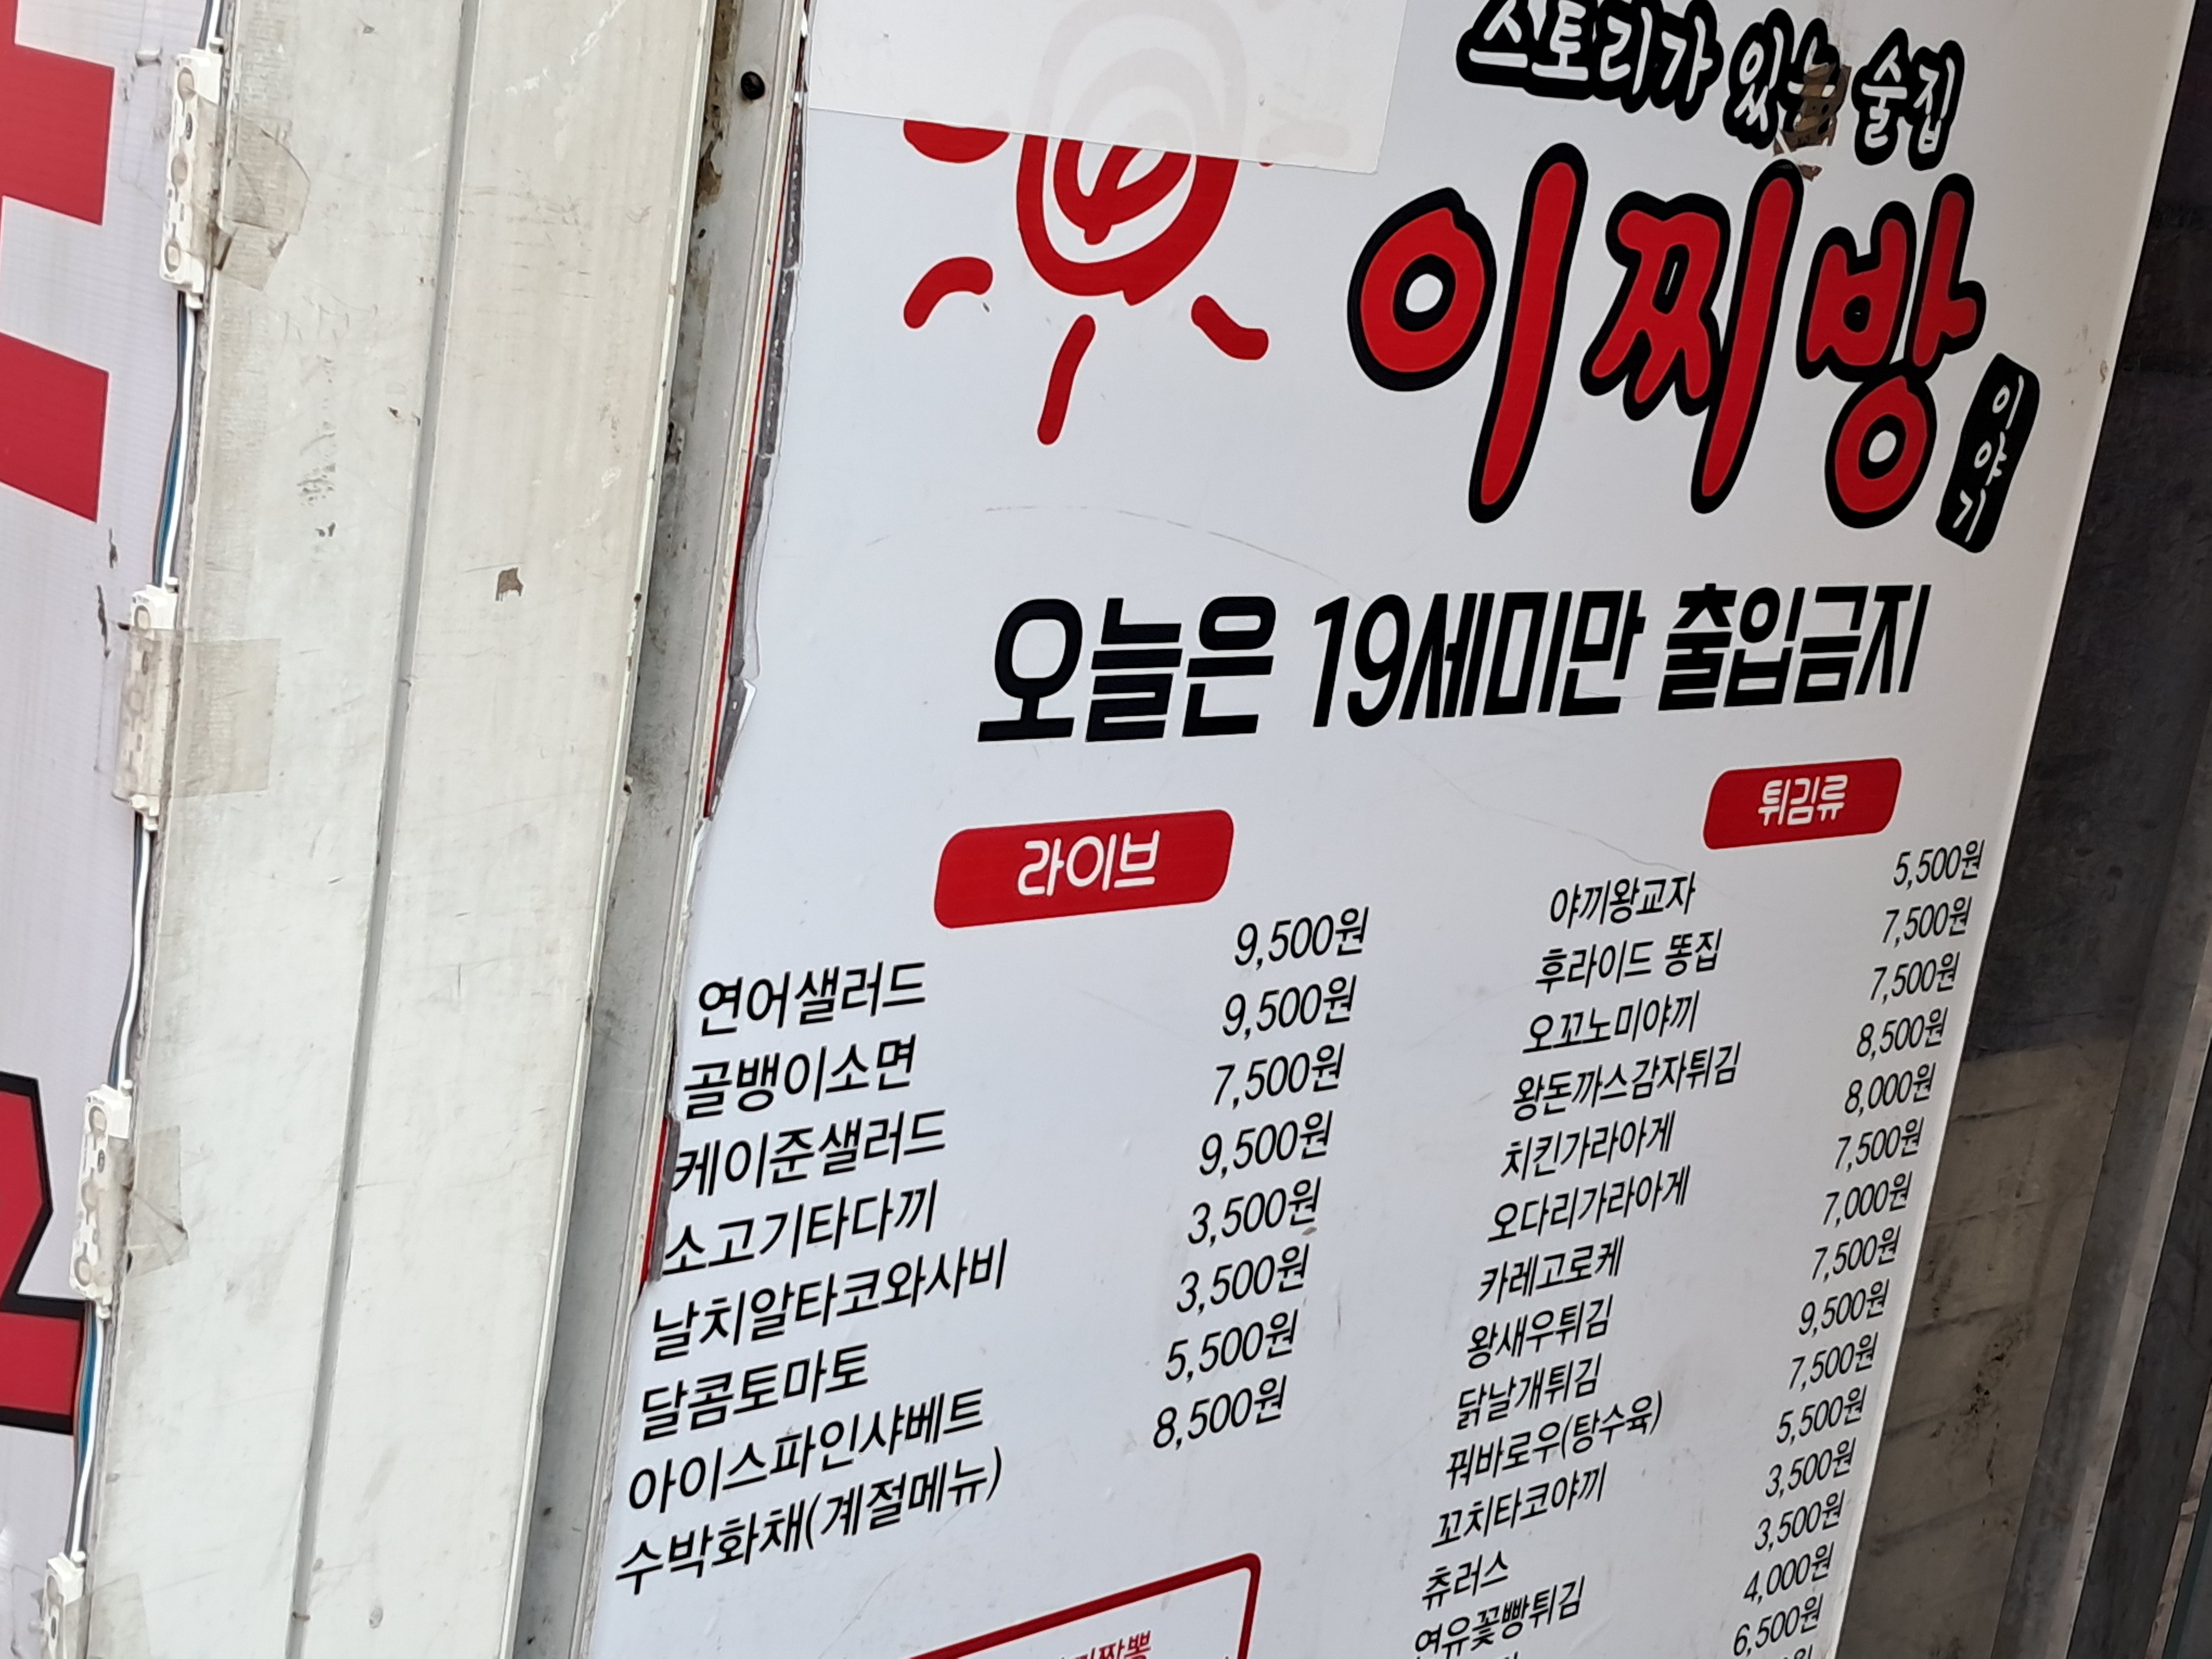 스토리가 있는 술집
이찌방
이야기
오늘은 19세미만 출입금지
라이브
연어샐러드 9,500원
골뱅이소면 9,500원
케이준샐러드 7,500원
소고기타다끼 9,500원
날치알타코와사비 3,500원
달콤토마토 3,500원
아이스파인샤베트 5,500원
수박화채(계절메뉴) 8,500원
튀김류
야끼왕교자 5,500원
후라이드 똥집 7,500원
오꼬노미야끼 7,500원
왕돈까스감자튀김 8,500원
치킨가라아게 8,000원
오다리가라아게 7,500원
카레고로케 7,000원
왕새우튀김 7,500원
닭날개튀김 9,500원
꿔바로우(탕수육) 7,500원
꼬치타코야끼 5,500원
츄러스 3,500원
연유꽃빵튀김 3,500원
4,000원
6,500원